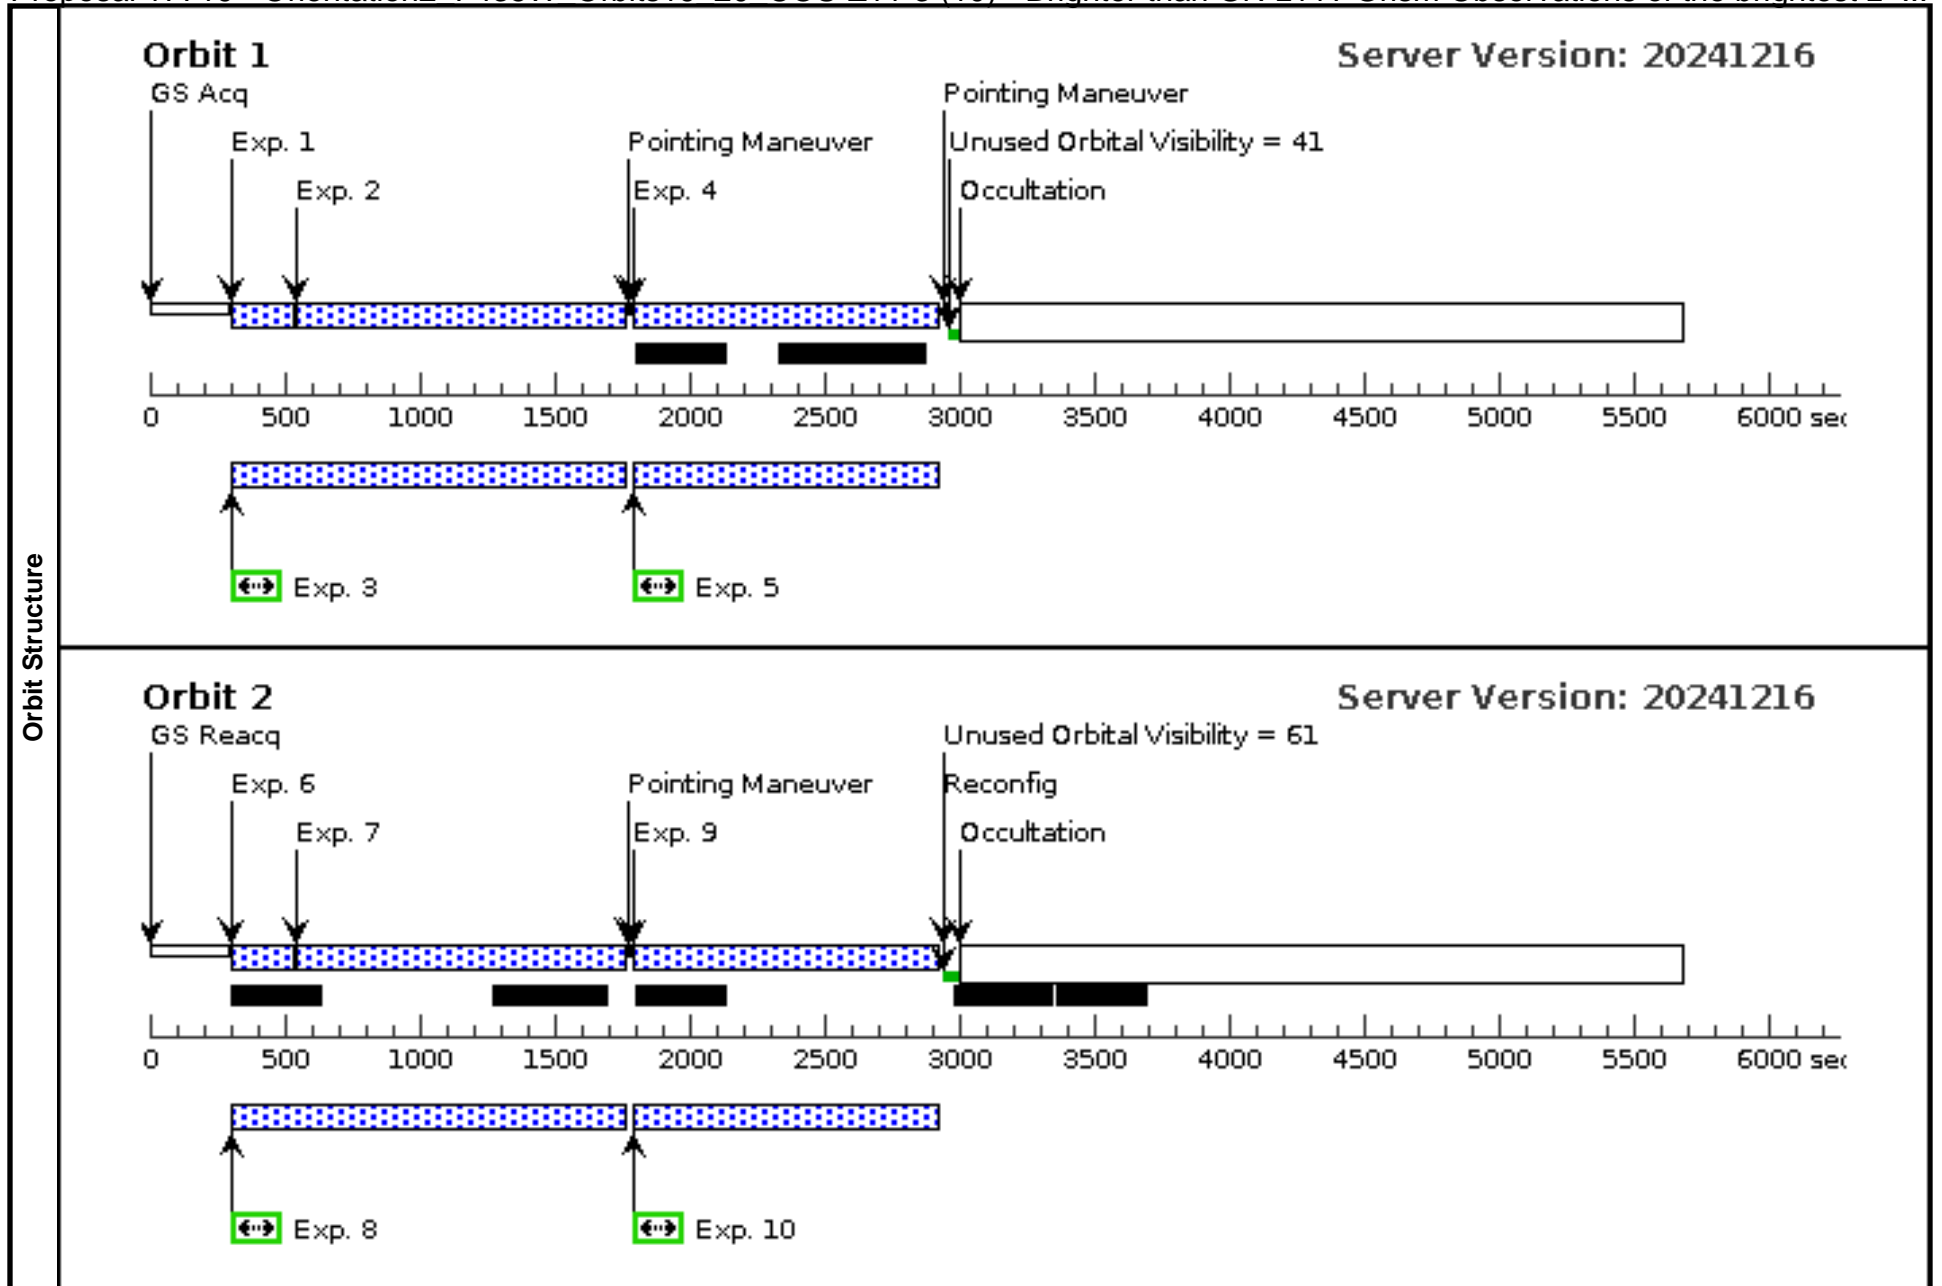 Orbit Structure
Orbit 1
Server Version: 20241216
GS Acq
Pointing Maneuver
Exp. 1
Pointing Maneuver
Unused Orbital Visibility = 41
Exp. 2
Exp. 4
Occultation
0 500 1000 1500 2000 2500 3000 3500 4000 4500 5000 5500 6000
Exp. 3
Exp. 5
Orbit 2
Server Version: 20241216
GS Reacq
Unused Orbital Visibility = 61
Exp. 6
Pointing Maneuver
Reconfig
Exp. 7
Exp. 9
Occultation
0 500 1000 1500 2000 2500 3000 3500 4000 4500 5000 5500 6000
Exp. 8
Exp. 10